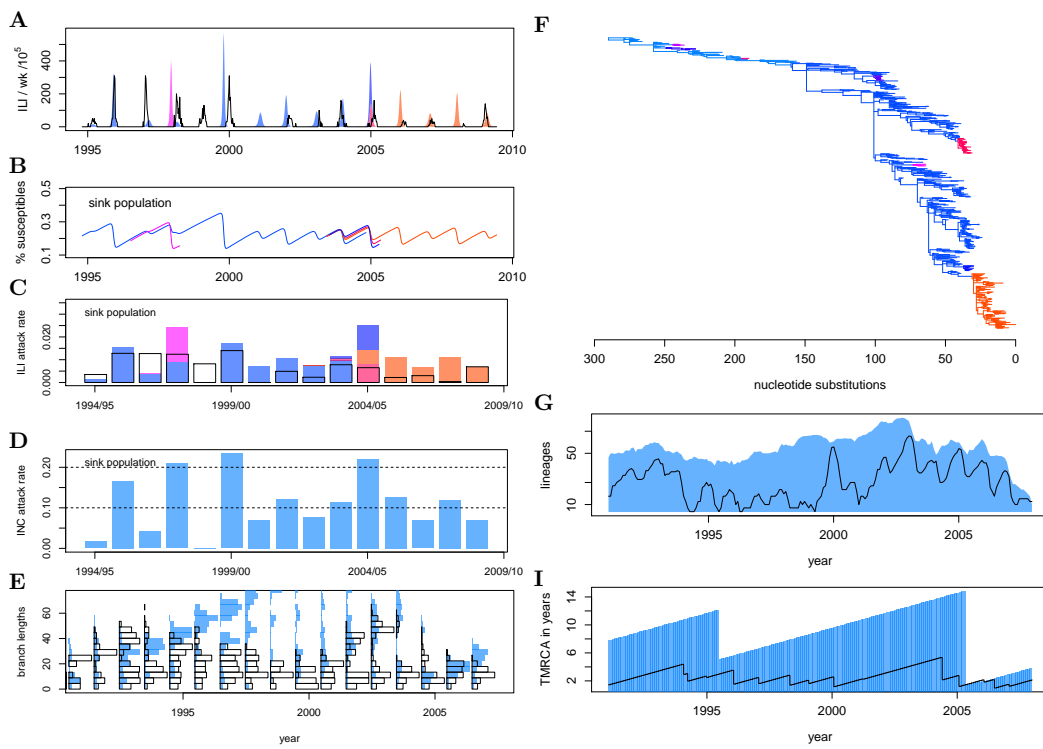 A
ILI / wk /10^5
0 200 400
1995 2000 2005 2010
B
% susceptibles
0.1 0.3 0.5
sink population
1995 2000 2005 2010
C
ILI attack rate
0.000 0.020
sink population
1994/95 1999/00 2004/05 2009/10
D
INC attack rate
0.00 0.10 0.20
sink population
1994/95 1999/00 2004/05 2009/10
E
branch lengths
0 20 40 60
1995 2000 2005
year
F
300 250 200 150 100 50 0
nucleotide substitutions
G
lineages
10 50
1995 2000 2005
year
I
TMRCA in years
2 6 10 14
1995 2000 2005
year